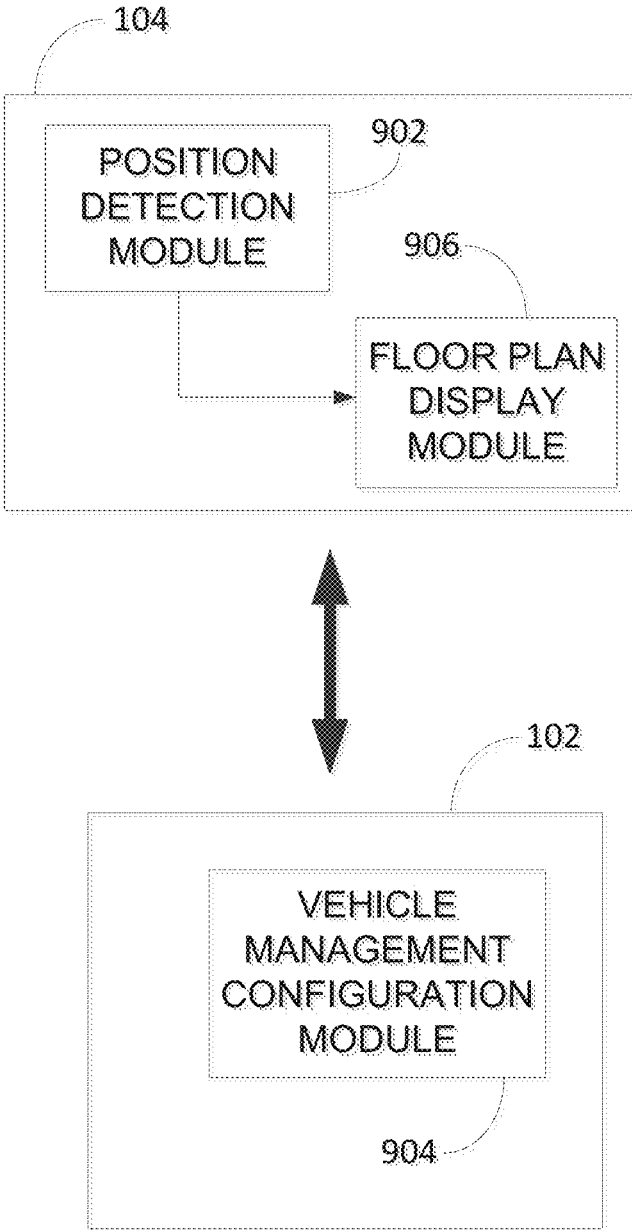 104
902
POSITION
DETECTION
MODULE
906
FLOOR PLAN
DISPLAY
MODULE
102
VEHICLE
MANAGEMENT
CONFIGURATION
MODULE
904